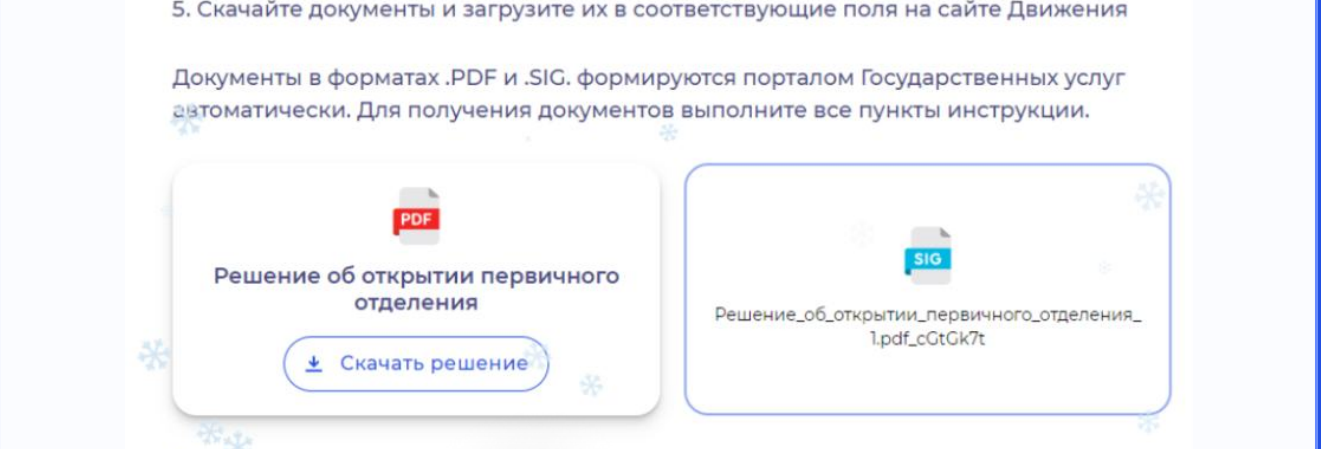 5. Скачайте документы и загрузите их в соответствующие поля на сайте Движения
Документы в форматах .PDF и .SIG. формируются порталом Государственных услуг
автоматически. Для получения документов выполните все пункты инструкции.
PDF
Решение об открытии первичного
отделения
Скачать решение
SIG
Решение_об_открытии_первичного_отделения_
1.pdf_cGtGk7t